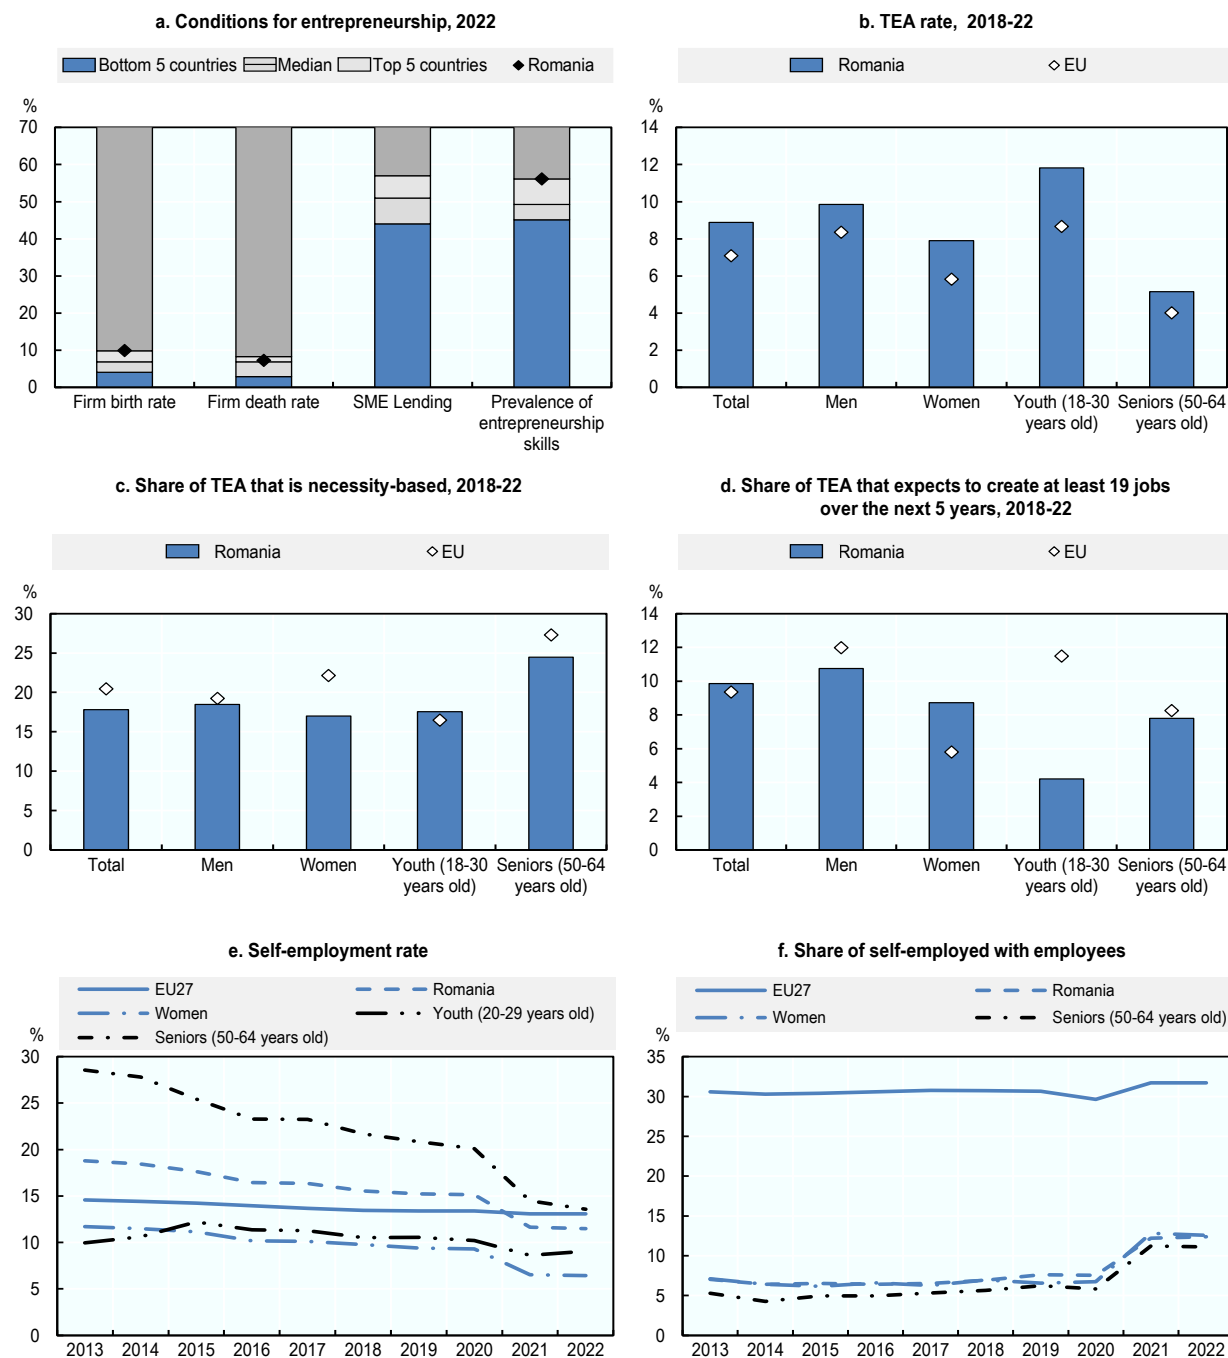 a. Conditions for entrepreneurship, 2022
Bottom 5 countries Median Top 5 countries Romania
%
70
60
50
40
30
20
10
0
Firm birth rate Firm death rate SME Lending Prevalence of
entrepreneurship
skills
b. TEA rate, 2018-22
Romania EU
%
14
12
10
8
6
4
2
0
Total Men Women Youth (18-30 Seniors (50-64
years old) years old)
c. Share of TEA that is necessity-based, 2018-22
Romania EU
%
30
25
20
15
10
5
0
Total Men Women Youth (18-30 Seniors (50-64
years old) years old)
d. Share of TEA that expects to create at least 19 jobs
over the next 5 years, 2018-22
Romania EU
%
14
12
10
8
6
4
2
0
Total Men Women Youth (18-30 Seniors (50-64
years old) years old)
e. Self-employment rate
EU27 Romania
Women Youth (20-29 years old)
Seniors (50-64 years old)
%
30
25
20
15
10
5
0
2013 2014 2015 2016 2017 2018 2019 2020 2021 2022
f. Share of self-employed with employees
EU27 Romania
Women Seniors (50-64 years old)
%
35
30
25
20
15
10
5
0
2013 2014 2015 2016 2017 2018 2019 2020 2021 2022